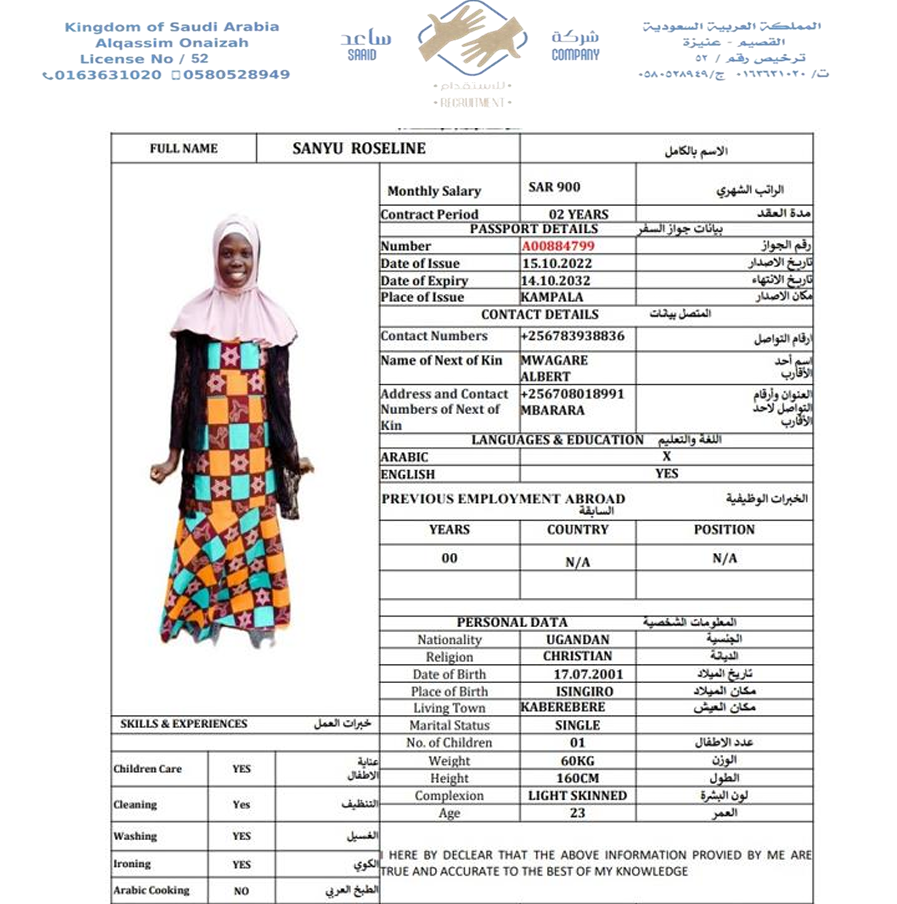 Kingdom of Saudi Arabia
Alqassim Onaizah
License No / 52
0163631020 0580528949
ساعد
SAAID
شركة
COMPANY
للاستقدام
RECRUITMENT
المملكة العربية السعودية
القصيم - عنيزة
ترخيص رقم / ٥٢
ت/ ٠١٦٣٦٣١٠٢٠ ج/٠٥٨٠٥٢٨٩٤٩
FULL NAME SANYU ROSELINE الاسم بالكامل
Monthly Salary SAR 900 الراتب الشهري
Contract Period 02 YEARS مدة العقد
PASSPORT DETAILS بيانات جواز السفر
Number A00884799 رقم الجواز
Date of Issue 15.10.2022 تاريخ الاصدار
Date of Expiry 14.10.2032 تاريخ الانتهاء
Place of Issue KAMPALA مكان الاصدار
CONTACT DETAILS المتصل بيانات
Contact Numbers +256783938836 ارقام التواصل
Name of Next of Kin MWAGARE اسم أحد
ALBERT الأقارب
Address and Contact +256708018991 العنوان وأرقام
Numbers of Next of MBARARA التواصل لاحد
Kin الأقارب
LANGUAGES & EDUCATION اللغة والتعليم
ARABIC X
ENGLISH YES
PREVIOUS EMPLOYMENT ABROAD الخبرات الوظيفية
السابقة
YEARS COUNTRY POSITION
00 N/A N/A
PERSONAL DATA المعلومات الشخصية
Nationality UGANDAN الجنسية
Religion CHRISTIAN الديانة
Date of Birth 17.07.2001 تاريخ الميلاد
Place of Birth ISINGIRO مكان الميلاد
Living Town KABEREBERE مكان العيش
Marital Status SINGLE
No. of Children 01 عدد الاطفال
Weight 60KG الوزن
Height 160CM الطول
Complexion LIGHT SKINNED لون البشرة
Age 23 العمر
SKILLS & EXPERIENCES خبرات العمل
Children Care YES عناية
الاطفال
Cleaning Yes التنظيف
Washing YES الغسيل
Ironing YES الكوي
Arabic Cooking NO الطبخ العربي
I HERE BY DECLEAR THAT THE ABOVE INFORMATION PROVIED BY ME ARE
TRUE AND ACCURATE TO THE BEST OF MY KNOWLEDGE